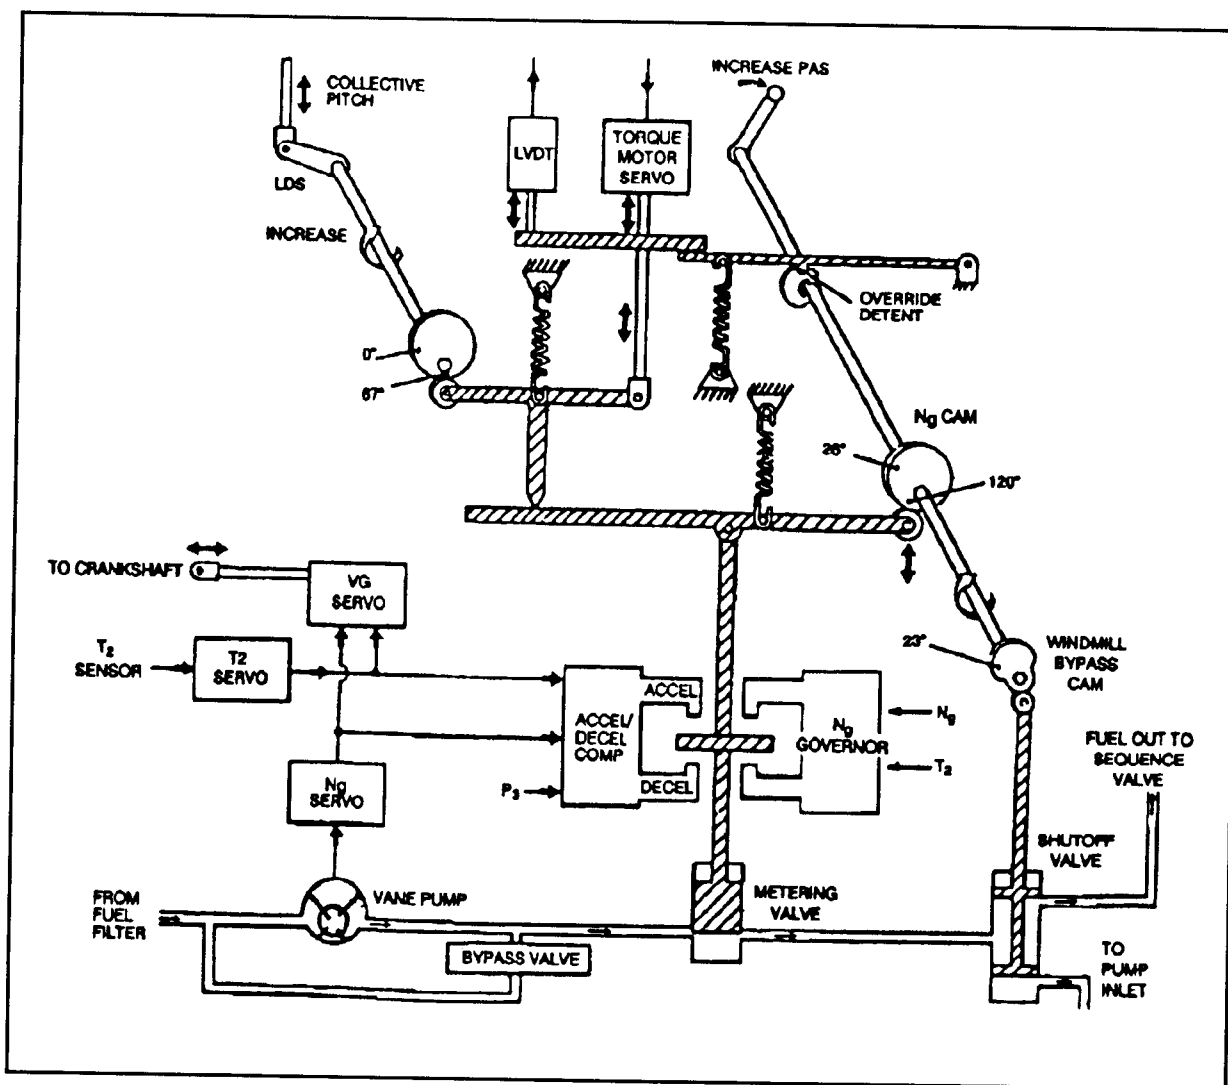 COLLECTIVE
PITCH
LDS
INCREASE
0°
67°
LVDT
TORQUE
MOTOR
SERVO
INCREASE PAS
OVERRIDE
DETENT
Ng CAM
26°
120°
TO CRANKSHAFT
VG
SERVO
T2
SENSOR
T2
SERVO
Ng
SERVO
P3
ACCEL/
DECEL
COMP
ACCEL
DECEL
Ng
GOVERNOR
Ng
T2
23°
WINDMILL
BYPASS
CAM
FUEL OUT TO
SEQUENCE
VALVE
SHUTOFF
VALVE
FROM
FUEL
FILTER
VANE PUMP
BYPASS VALVE
METERING
VALVE
TO
PUMP
INLET